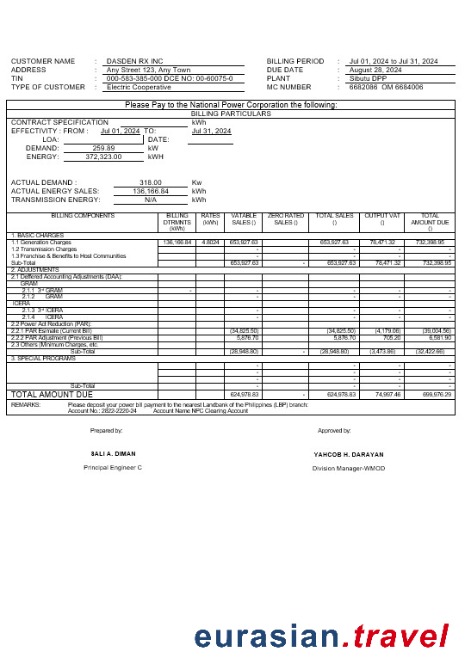 CUSTOMER NAME : DASDEN RX INC BILLING PERIOD : Jul 01, 2024 to Jul 31, 2024
ADDRESS : Any Street 123, Any Town DUE DATE : August 28, 2024
TIN : 000-583-385-000 DCE NO: 00-60075-0 PLANT : Sibutu DPP
TYPE OF CUSTOMER : Electric Cooperative MC NUMBER : 6682086 OM 6684006
Please Pay to the National Power Corporation the following:
BILLING PARTICULARS
CONTRACT SPECIFICATION kWh
EFFECTIVITY : FROM : Jul 01, 2024 TO: Jul 31, 2024
LOA: DATE:
DEMAND: 259.89 kW
ENERGY: 372,323.00 kWH
ACTUAL DEMAND : 318.00 Kw
ACTUAL ENERGY SALES: 136,166.84 kWH
TRANSMISSION ENERGY: N/A kWh
BILLING COMPONENTS BILLING DTRMNTS (kWh) RATES (kWh) VATABLE SALES () ZERO RATED SALES () TOTAL SALES () OUTPUT VAT () TOTAL AMOUNT DUE ()
1. BASIC CHARGES
1.1 Generation Charges 136,166.84 4.8024 653,927.63 653,927.63 78,471.32 732,398.95
1.2 Transmission Charges - - - -
1.3 Franchise & Benefits to Host Communities - - - -
Sub-Total 653,927.63 - 653,927.63 78,471.32 732,398.95
2. ADJUSTMENTS
2.1 Deffered Accounting Adjustments (DAA):
GRAM
2.1.1 3rd GRAM - - - - -
2.1.2 GRAM - - - -
ICERA
2.1.3 3rd ICERA - - - -
2.1.4 ICERA - - - -
2.2 Power Act Reduction (PAR):
2.2.1 PAR Esimate (Current Bill) (34,825.50) (34,825.50) (4,179.06) (39,004.56)
2.2.2 PAR Adjustment (Previous Bill) 5,876.70 5,876.70 705.20 6,581.90
2.3 Others (Minimum Charges, etc. - - - -
Sub-Total (28,948.80) - (28,948.80) (3,473.86) (32,422.66)
3. SPECIAL PROGRAMS
- - - -
- - - -
- - - -
Sub-Total - - - -
TOTAL AMOUNT DUE 624,978.83 - 624,978.83 74,997.46 699,976.29
REMARKS: Please deposit your power bill payment to the nearest Landbank of the Philippines (LBP) branch:
Account No.: 2822-2220-24 Account Name NPC Clearing Account
Prepared by: Approved by:
SALI A. DIMAN YAHCOB H. DARAYAN
Principal Engineer C Division Manager-WMOD
eurasian.travel